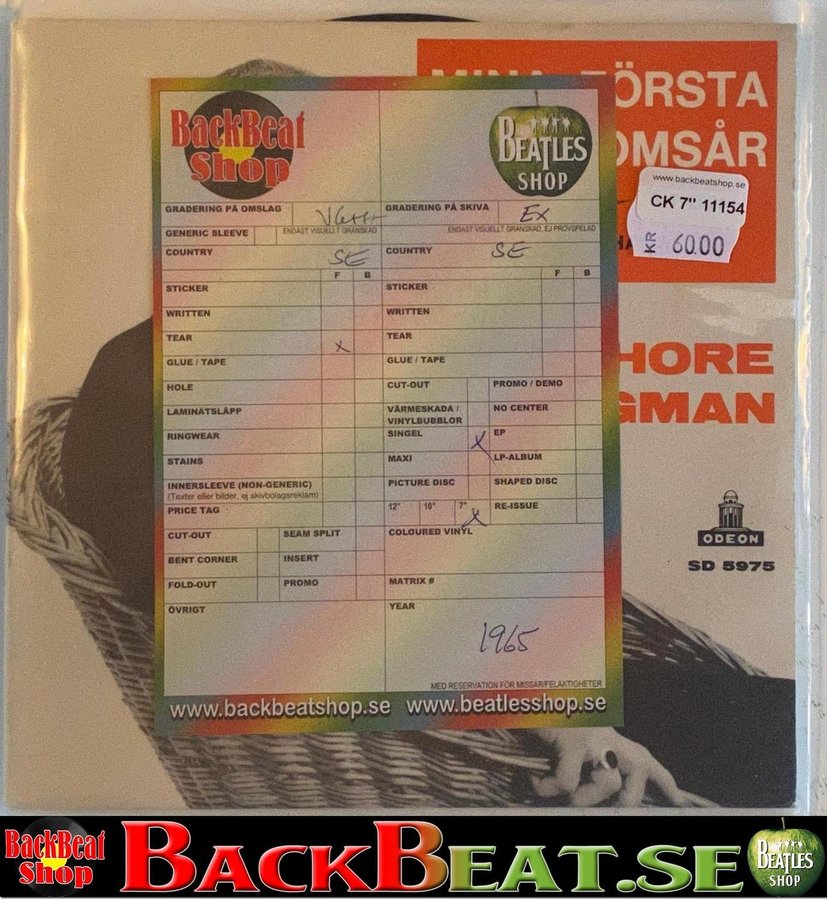 MINA FÖRSTA
OMSÅR
www.backbeatshop.se
CK 7" 11154
KR 60.00
HORE
GMAN
ODEON
SD 5975
BackBeat
Shop
BEATLES
SHOP
GRADERING PÅ OMSLAG VG++
GRADERING PÅ SKIVA EX
GENERIC SLEEVE
ENDAST VISUELLT GRANSKAD
ENDAST VISUELLT GRANSKAD, EJ PROVSPELAD
COUNTRY SE
COUNTRY SE
F B
F B
STICKER
STICKER
WRITTEN
WRITTEN
TEAR X
TEAR
GLUE / TAPE
GLUE / TAPE
HOLE
CUT-OUT
PROMO / DEMO
LAMINATSLÄPP
VÄRMESKADA /
VINYLBUBBLOR
NO CENTER
RINGWEAR
SINGEL X
EP
STAINS
MAXI
LP-ALBUM
INNERSLEEVE (NON-GENERIC)
(Texter eller bilder, ej skivbolagsreklam)
PICTURE DISC
SHAPED DISC
PRICE TAG
12" 10" 7" X
RE-ISSUE
CUT-OUT
SEAM SPLIT
COLOURED VINYL
BENT CORNER
INSERT
FOLD-OUT
PROMO
MATRIX #
ÖVRIGT
YEAR
1965
MED RESERVATION FÖR MISSAR/FELAKTIGHETER
www.backbeatshop.se www.beatlesshop.se
BackBeat
Shop
BACKBEAT.SE
BEATLES
SHOP